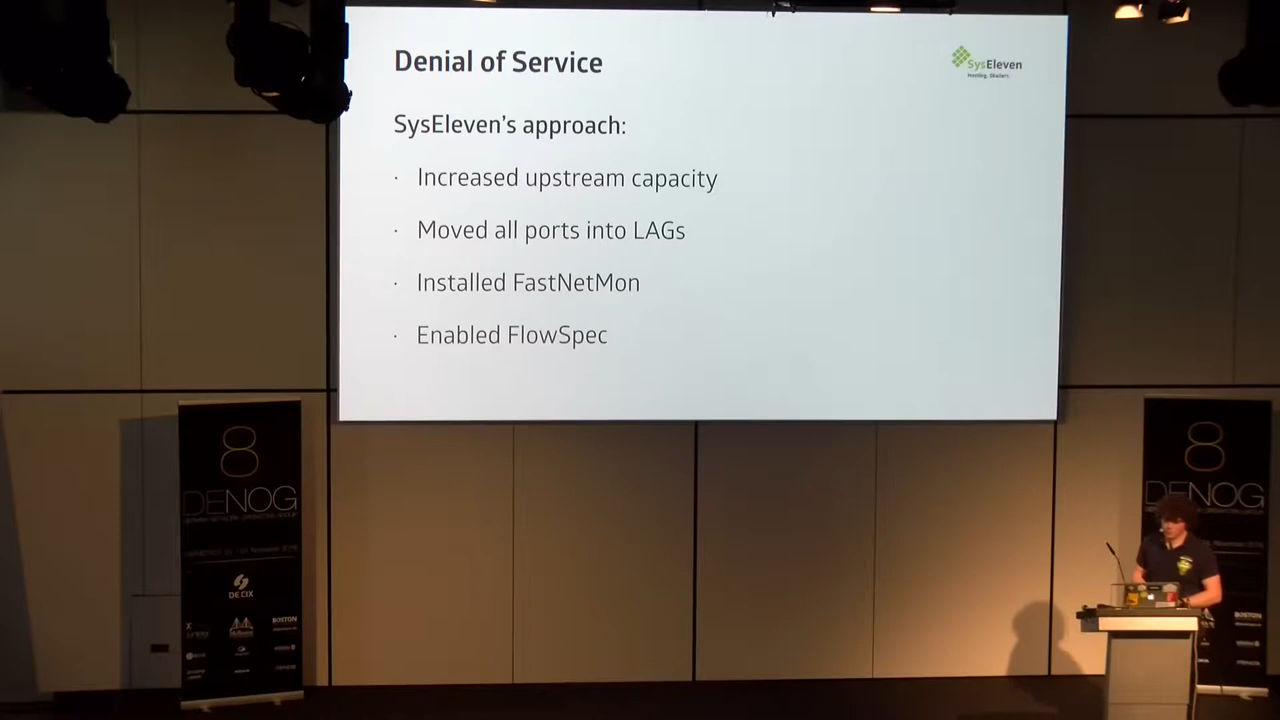 Denial of Service
SysEleven
Hosting. Skaliert.
SysEleven's approach:
· Increased upstream capacity
· Moved all ports into LAGs
· Installed FastNetMon
· Enabled FlowSpec
8
DENOG
DE CIX
BOSTON
8
DENOG
BOSTON